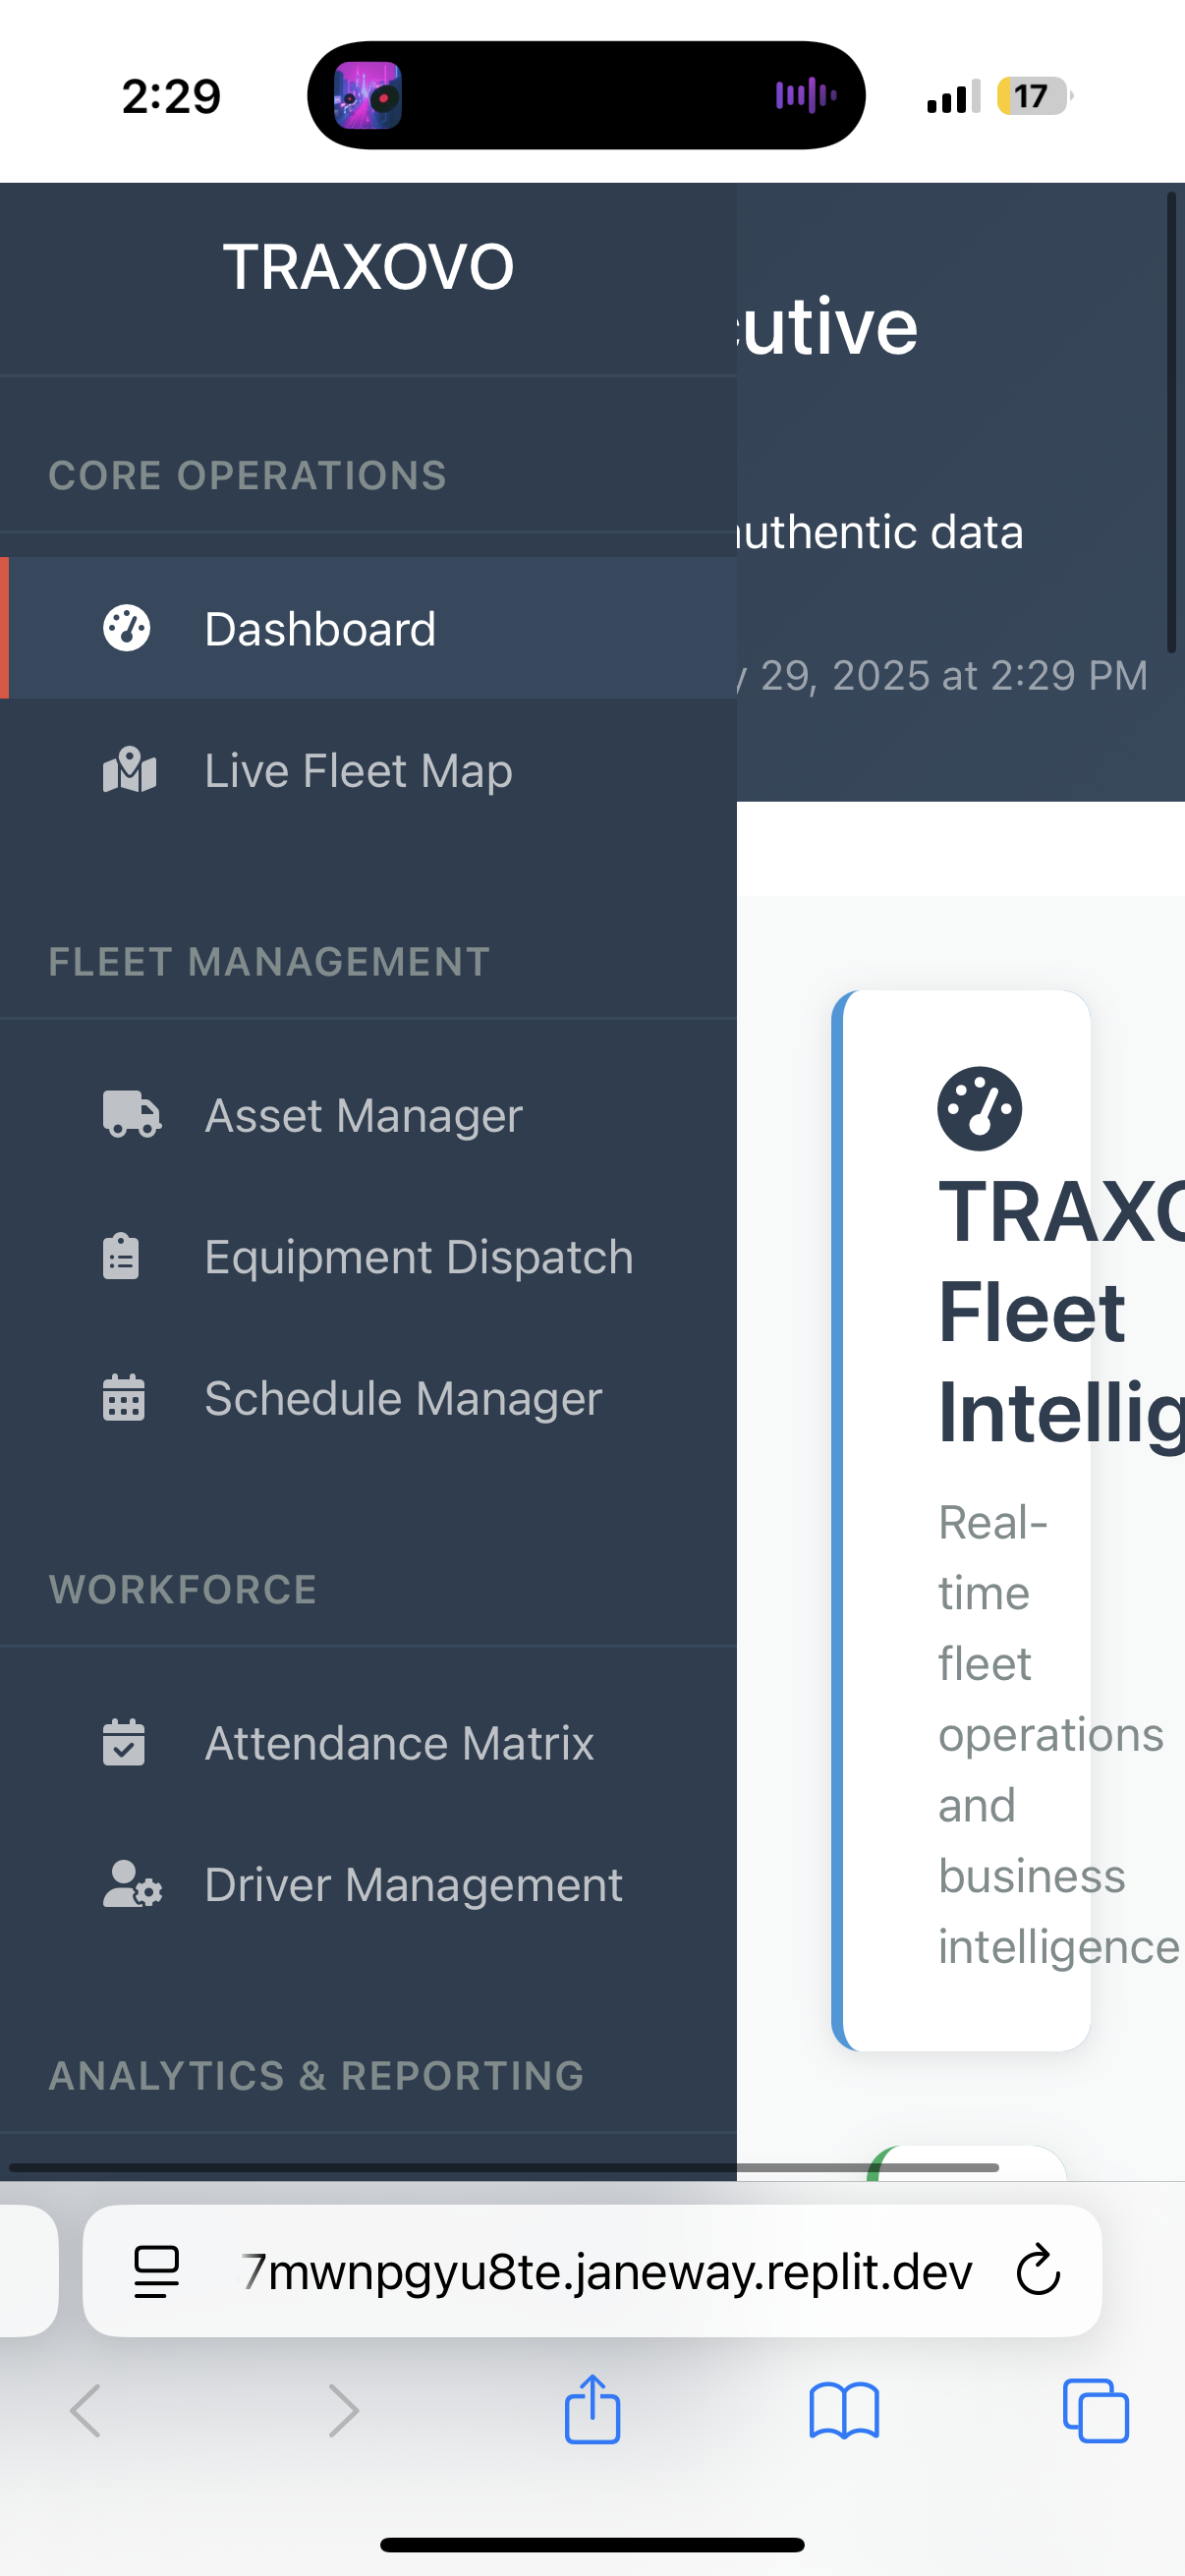 2:29
17
TRAXOVO
CORE OPERATIONS
Dashboard
Live Fleet Map
FLEET MANAGEMENT
Asset Manager
Equipment Dispatch
Schedule Manager
WORKFORCE
Attendance Matrix
Driver Management
ANALYTICS & REPORTING
cutive
authentic data
y 29, 2025 at 2:29 PM
TRAXO
Fleet
Intellig
Real-
time
fleet
operations
and
business
intelligence
7mwnpgyu8te.janeway.replit.dev